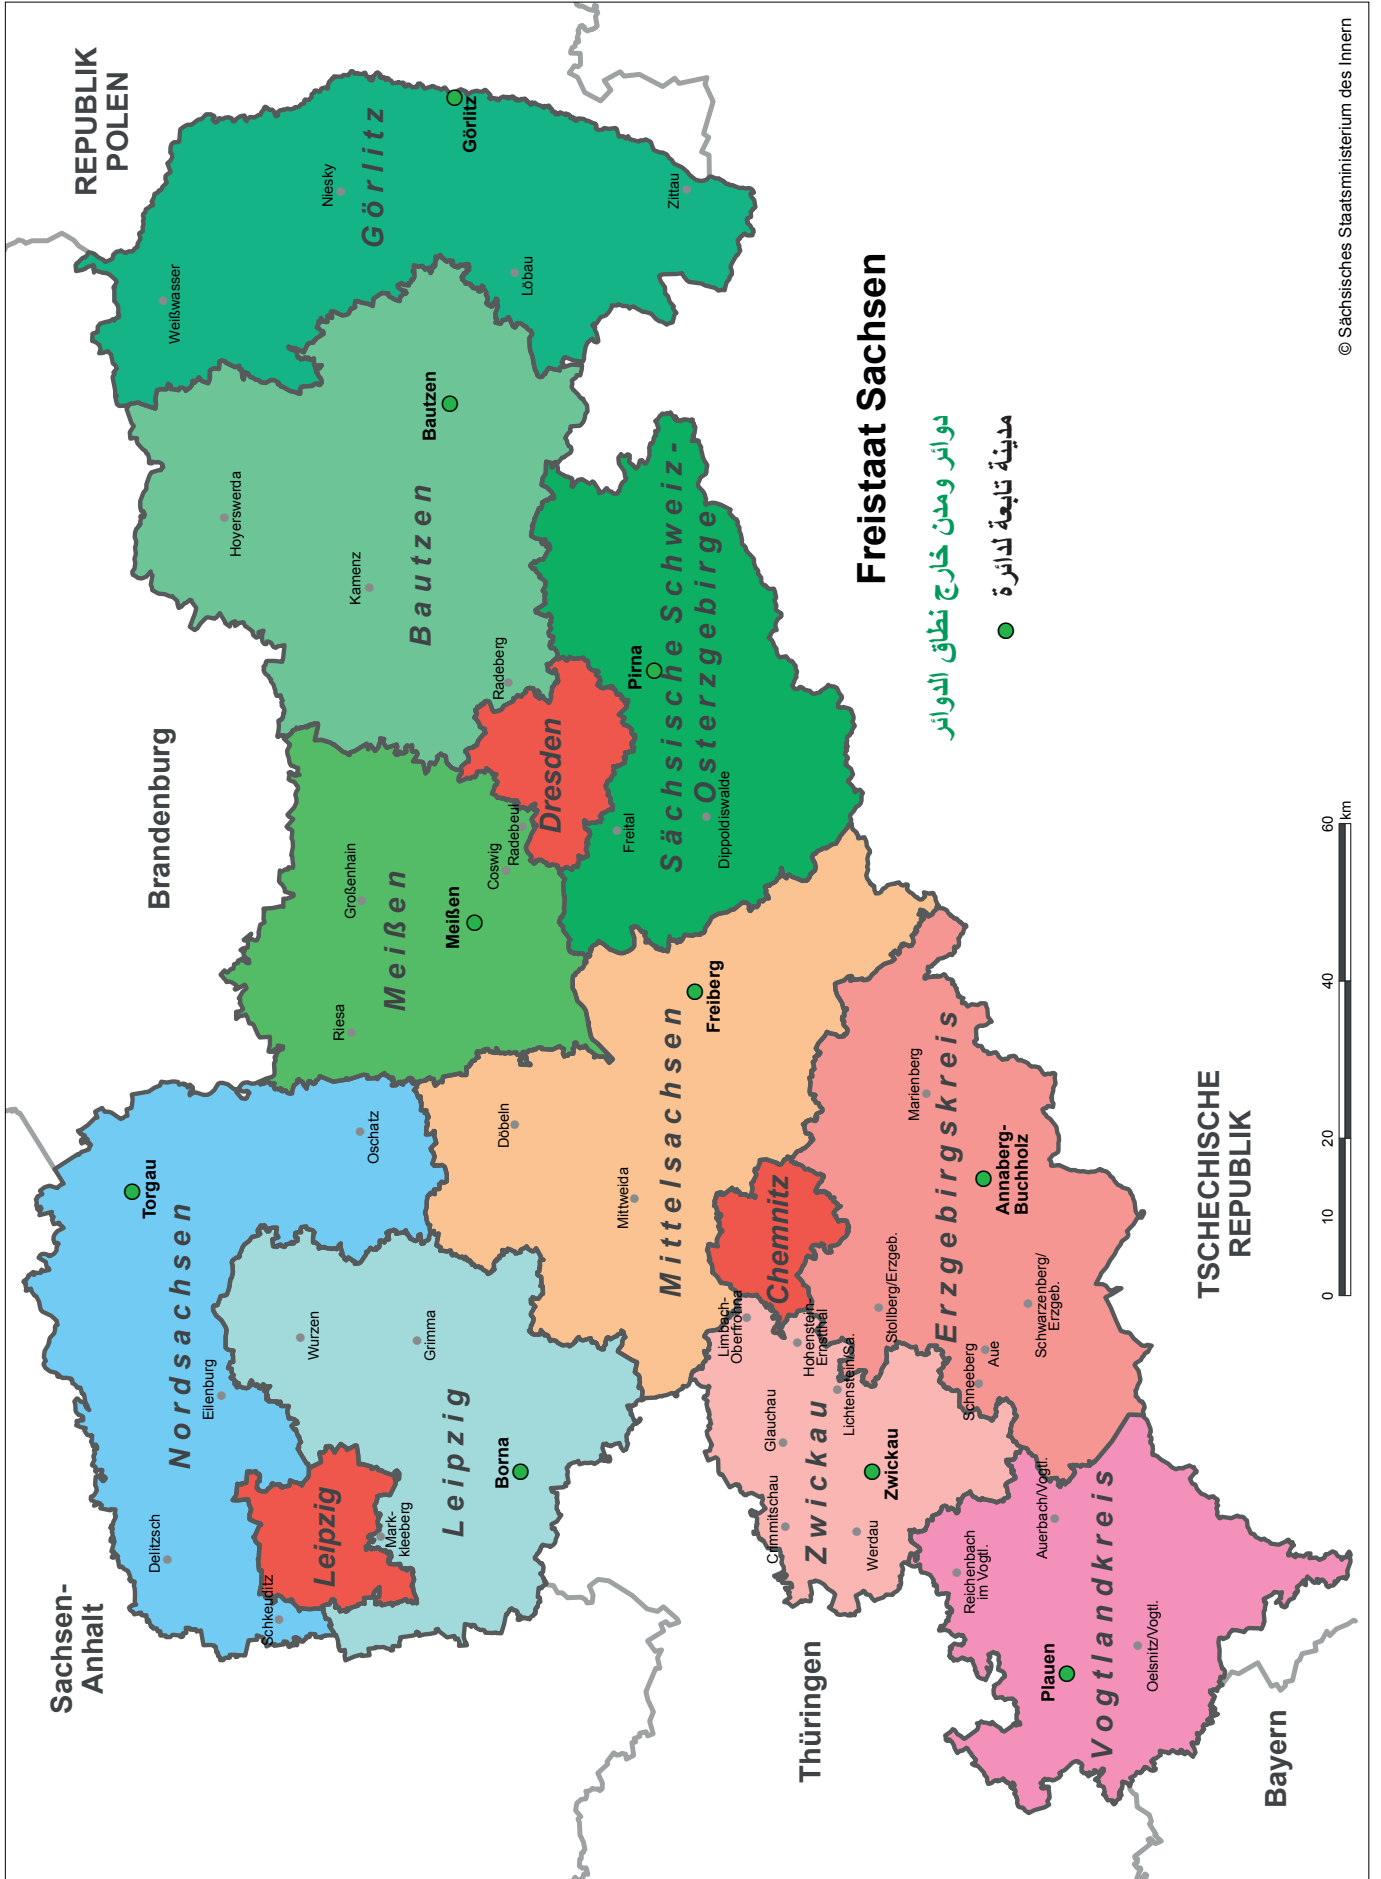 Sachsen-
Anhalt
Brandenburg
REPUBLIK
POLEN
Thüringen
Bayern
TSCHECHISCHE
REPUBLIK
Nordsachsen
Delitzsch
Schkeuditz
Eilenburg
Torgau
Oschatz
Leipzig
Leipzig
Mark-
kleeberg
Wurzen
Grimma
Borna
Meißen
Riesa
Großenhain
Meißen
Coswig
Radebeul
Dresden
Bautzen
Hoyerswerda
Kamenz
Radeberg
Bautzen
Görlitz
Weißwasser
Niesky
Görlitz
Löbau
Zittau
Sächsische Schweiz-
Osterzgebirge
Pirna
Freital
Dippoldiswalde
Mittelsachsen
Döbeln
Mittweida
Freiberg
Chemnitz
Zwickau
Limbach-
Oberfrohna
Hohenstein-
Ernstthal
Lichtenstein/Sa.
Glauchau
Crimmitschau
Werdau
Zwickau
Erzgebirgskreis
Marienberg
Annaberg-
Buchholz
Stollberg/Erzgeb.
Schneeberg
Aue
Schwarzenberg/
Erzgeb.
Vogtlandkreis
Reichenbach
im Vogtl.
Auerbach/Vogtl.
Plauen
Oelsnitz/Vogtl.
Freistaat Sachsen
دوائر ومدن خارج نطاق الدوائر
مدينة تابعة لدائرة
0 10 20 40 60
km
© Sächsisches Staatsministerium des Innern